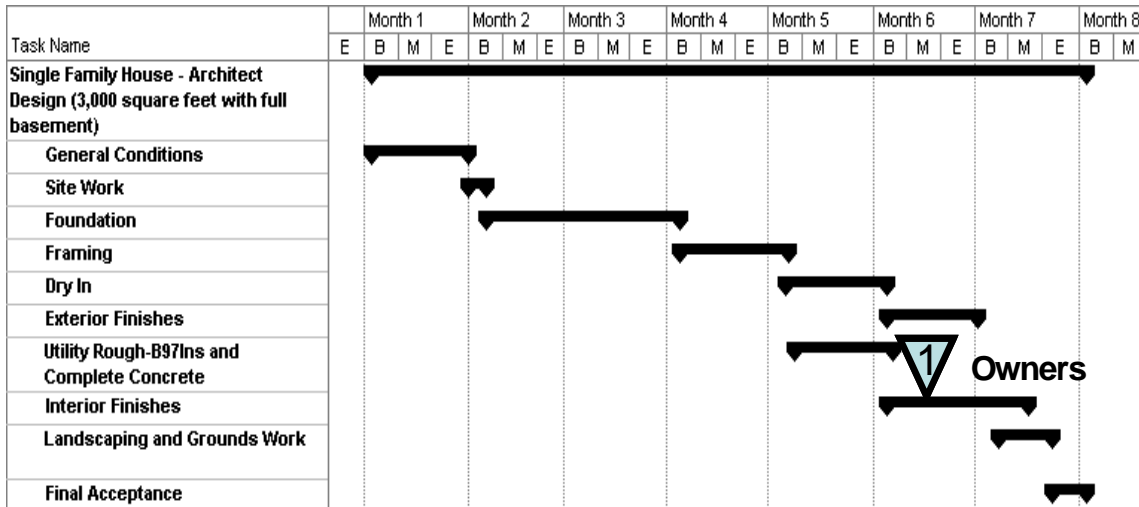 Month 1 Month 2 Month 3 Month 4 Month 5 Month 6 Month 7 Month 8
Task Name E B M E B M E B M E B M E B M E B M E B M E B M
Single Family House - Architect
Design (3,000 square feet with full
basement)
General Conditions
Site Work
Foundation
Framing
Dry In
Exterior Finishes
Utility Rough-B97Ins and
Complete Concrete
1 Owners
Interior Finishes
Landscaping and Grounds Work
Final Acceptance